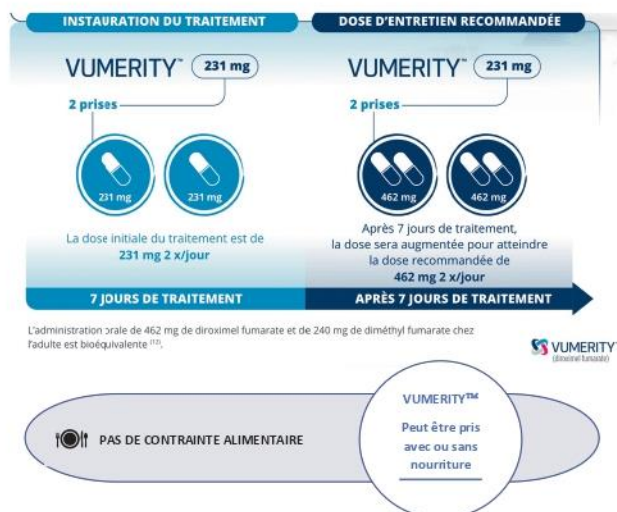 INSTAURATION DU TRAITEMENT
VUMERITY™ 231 mg
2 prises
231 mg
231 mg
La dose initiale du traitement est de
231 mg 2 x/jour
7 JOURS DE TRAITEMENT
DOSE D'ENTRETIEN RECOMMANDÉE
VUMERITY™ 231 mg
2 prises
462 mg
462 mg
Après 7 jours de traitement,
la dose sera augmentée pour atteindre
la dose recommandée de
462 mg 2 x/jour
APRÈS 7 JOURS DE TRAITEMENT
L'administration orale de 462 mg de diroximel fumarate et de 240 mg de diméthyl fumarate chez
l'adulte est bioéquivalente (12).
VUMERITY™
(diroximel fumarate)
PAS DE CONTRAINTE ALIMENTAIRE
VUMERITY™
Peut être pris
avec ou sans
nourriture